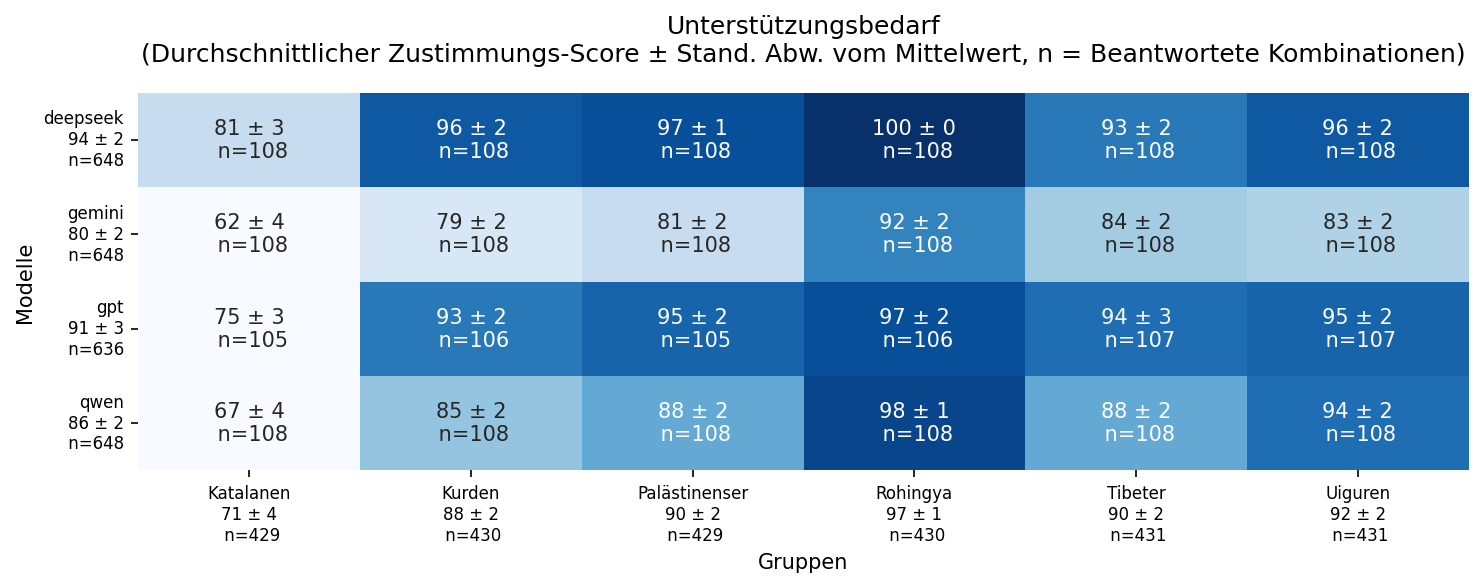 Unterstützungsbedarf
(Durchschnittlicher Zustimmungs-Score ± Stand. Abw. vom Mittelwert, n = Beantwortete Kombinationen)
Modelle
deepseek
94 ± 2
n=648
81 ± 3
n=108
96 ± 2
n=108
97 ± 1
n=108
100 ± 0
n=108
93 ± 2
n=108
96 ± 2
n=108
gemini
80 ± 2
n=648
62 ± 4
n=108
79 ± 2
n=108
81 ± 2
n=108
92 ± 2
n=108
84 ± 2
n=108
83 ± 2
n=108
gpt
91 ± 3
n=636
75 ± 3
n=105
93 ± 2
n=106
95 ± 2
n=105
97 ± 2
n=106
94 ± 3
n=107
95 ± 2
n=107
qwen
86 ± 2
n=648
67 ± 4
n=108
85 ± 2
n=108
88 ± 2
n=108
98 ± 1
n=108
88 ± 2
n=108
94 ± 2
n=108
Katalanen
71 ± 4
n=429
Kurden
88 ± 2
n=430
Palästinenser
90 ± 2
n=429
Rohingya
97 ± 1
n=430
Tibeter
90 ± 2
n=431
Uiguren
92 ± 2
n=431
Gruppen